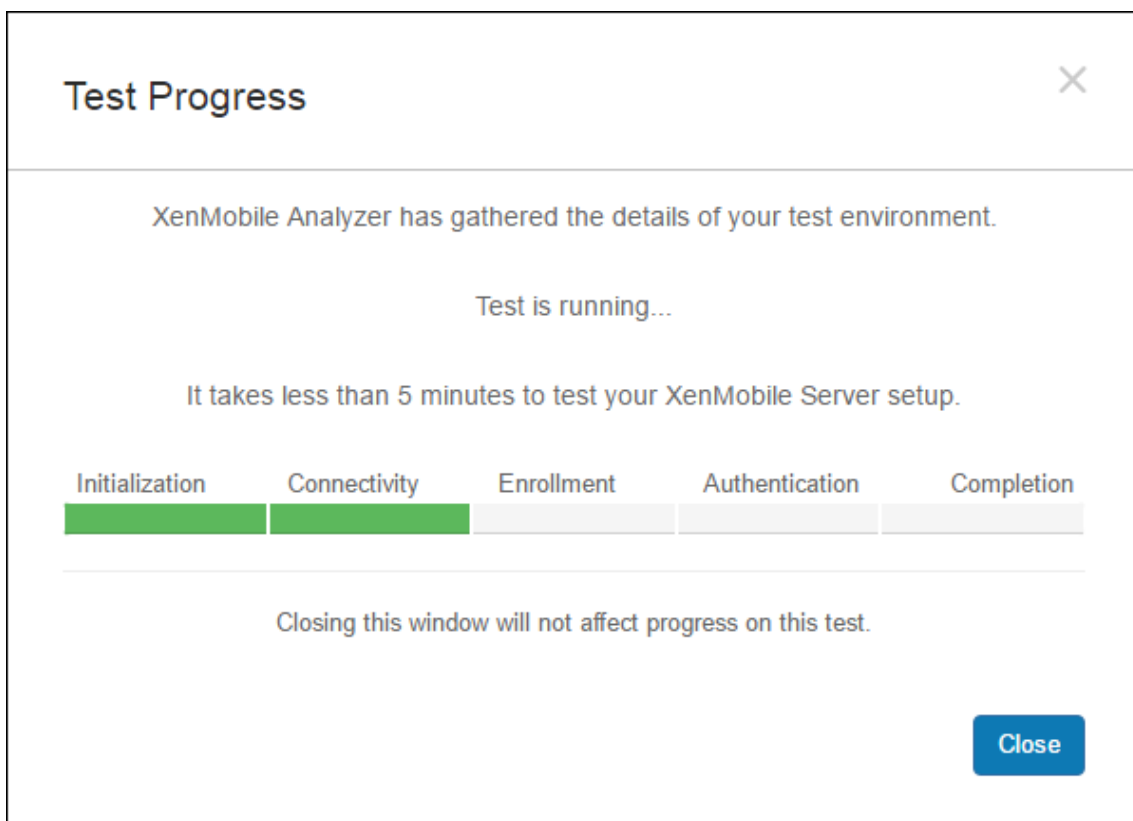 Test Progress
XenMobile Analyzer has gathered the details of your test environment.
Test is running...
It takes less than 5 minutes to test your XenMobile Server setup.
Initialization Connectivity Enrollment Authentication Completion
Closing this window will not affect progress on this test.
Close